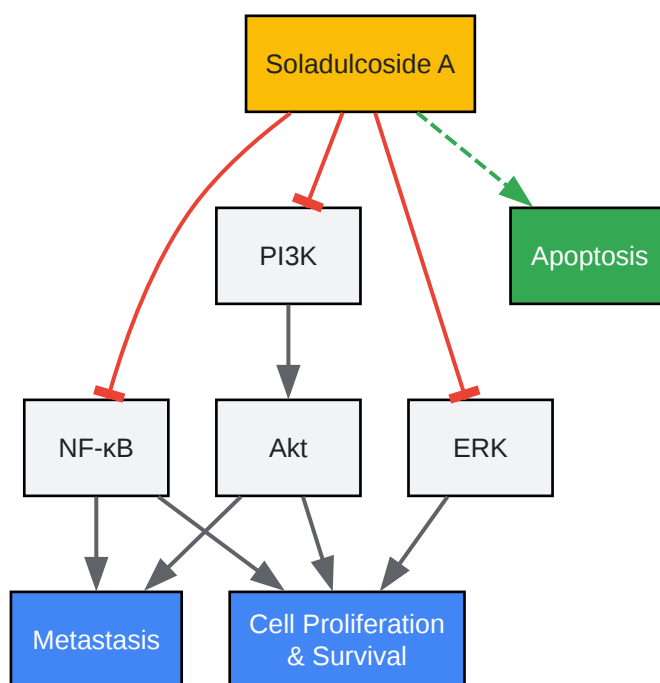 Soladulcoside A
PI3K
Apoptosis
NF-κB
Akt
ERK
Metastasis
Cell Proliferation
& Survival